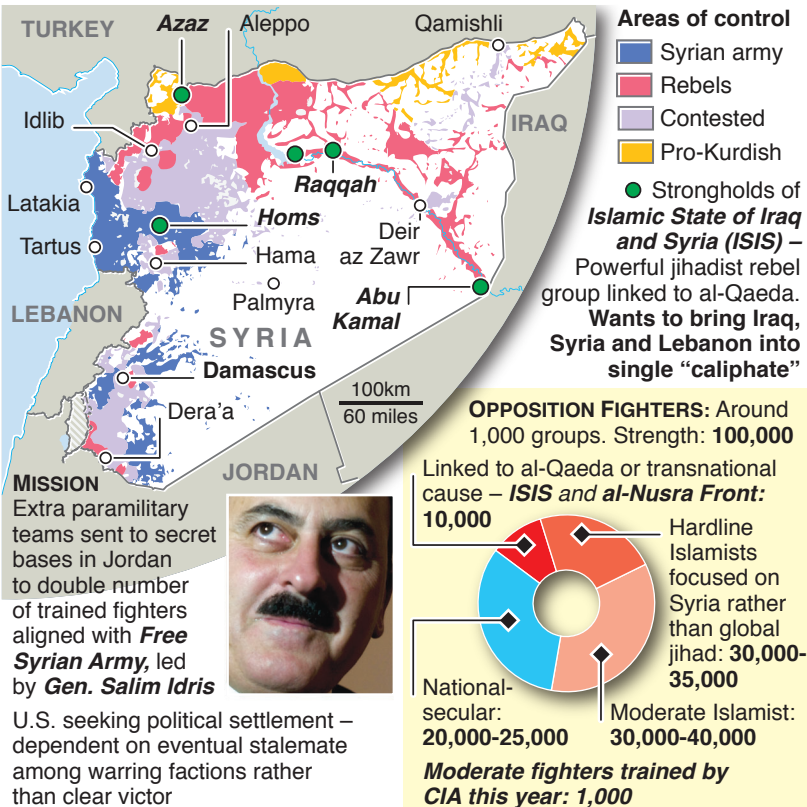 TURKEY
Azaz
Aleppo
Qamishli
Idlib
IRAQ
Raqqah
Latakia
Homs
Deir
az Zawr
Tartus
Hama
Palmyra
Abu
Kamal
LEBANON
SYRIA
Damascus
100km
60 miles
Dera'a
JORDAN
Areas of control
Syrian army
Rebels
Contested
Pro-Kurdish
Strongholds of
Islamic State of Iraq
and Syria (ISIS) –
Powerful jihadist rebel
group linked to al-Qaeda.
Wants to bring Iraq,
Syria and Lebanon into
single “caliphate”
MISSION
Extra paramilitary
teams sent to secret
bases in Jordan
to double number
of trained fighters
aligned with Free
Syrian Army, led
by Gen. Salim Idris
U.S. seeking political settlement –
dependent on eventual stalemate
among warring factions rather
than clear victor
OPPOSITION FIGHTERS: Around
1,000 groups. Strength: 100,000
Linked to al-Qaeda or transnational
cause – ISIS and al-Nusra Front:
10,000
Hardline
Islamists
focused on
Syria rather
than global
jihad: 30,000-
35,000
National-
secular:
20,000-25,000
Moderate Islamist:
30,000-40,000
Moderate fighters trained by
CIA this year: 1,000